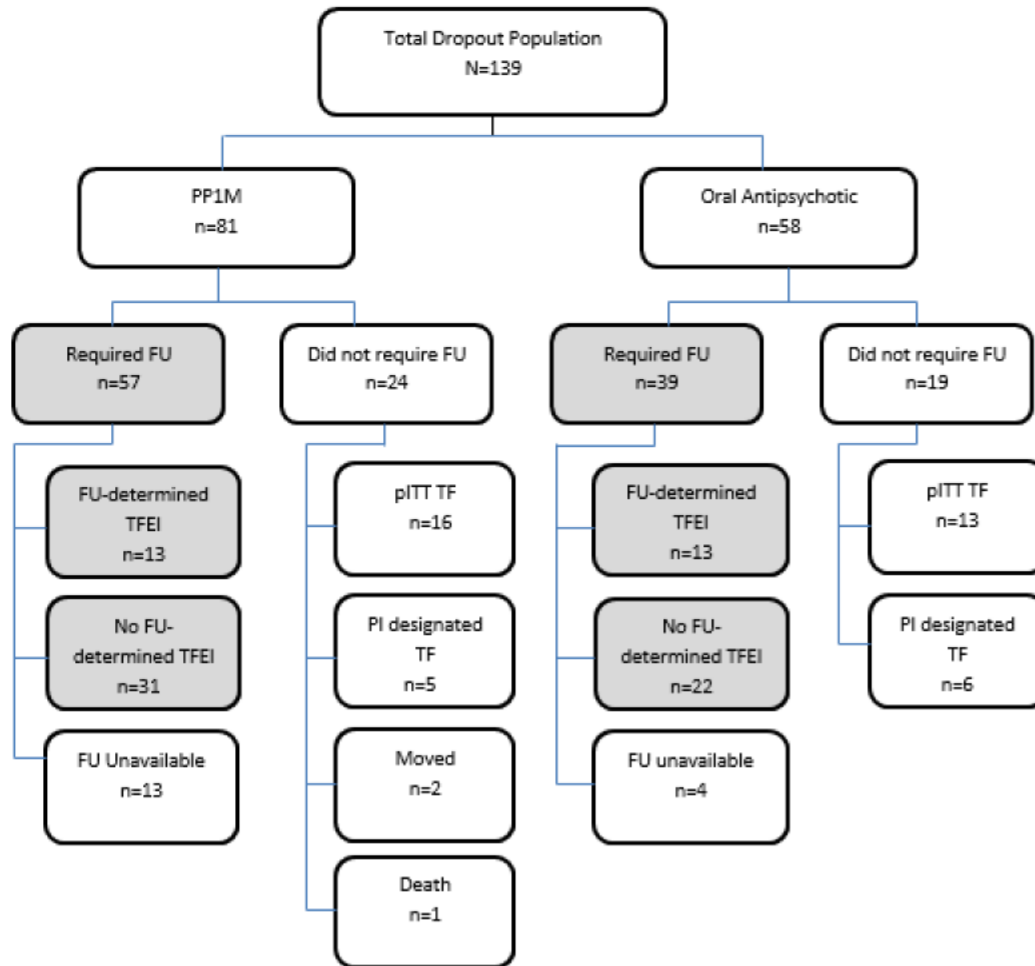 Total Dropout Population
N=139
PP1M
n=81
Oral Antipsychotic
n=58
Required FU
n=57
Did not require FU
n=24
Required FU
n=39
Did not require FU
n=19
FU-determined
TFEI
n=13
pITT TF
n=16
FU-determined
TFEI
n=13
pITT TF
n=13
No FU-
determined TFEI
n=31
PI designated
TF
n=5
No FU-
determined TFEI
n=22
PI designated
TF
n=6
FU Unavailable
n=13
Moved
n=2
FU unavailable
n=4
Death
n=1